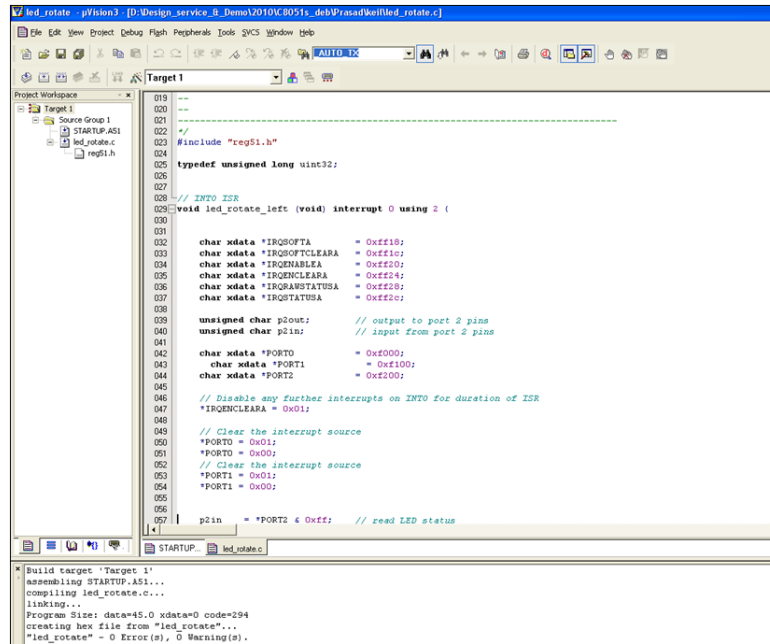 led_rotate - µVision3 - [D:\Design_service_&_Demo\2010\C8051s_deb\Prasad\keil\led_rotate.c]
File Edit View Project Debug Flash Peripherals Tools SVCS Window Help
AUTO_TX
Target 1
Project Workspace
Target 1
Source Group 1
STARTUP.A51
led_rotate.c
reg51.h
019 --
020 --
021 ------------------------------------------------------------------------------
022 */
023 #include "reg51.h"
024
025 typedef unsigned long uint32;
026
027
028 // INT0 ISR
029 void led_rotate_left (void) interrupt 0 using 2 {
030
031
032 char xdata *IRQSOFTA = 0xff18;
033 char xdata *IRQSOFTCLEARA = 0xff1c;
034 char xdata *IRQENABLEA = 0xff20;
035 char xdata *IRQENCLEARA = 0xff24;
036 char xdata *IRQRAWSTATUSA = 0xff28;
037 char xdata *IRQSTATUSA = 0xff2c;
038
039 unsigned char p2out; // output to port 2 pins
040 unsigned char p2in; // input from port 2 pins
041
042 char xdata *PORT0 = 0xf000;
043 char xdata *PORT1 = 0xf100;
044 char xdata *PORT2 = 0xf200;
045
046 // Disable any further interrupts on INT0 for duration of ISR
047 *IRQENCLEARA = 0x01;
048
049 // Clear the interrupt source
050 *PORT0 = 0x01;
051 *PORT0 = 0x00;
052 // Clear the interrupt source
053 *PORT1 = 0x01;
054 *PORT1 = 0x00;
055
056
057 p2in = *PORT2 & 0xff; // read LED status
STARTUP... led_rotate.c
Build target 'Target 1'
assembling STARTUP.A51...
compiling led_rotate.c...
linking...
Program Size: data=45.0 xdata=0 code=294
creating hex file from "led_rotate"...
"led_rotate" - 0 Error(s), 0 Warning(s).